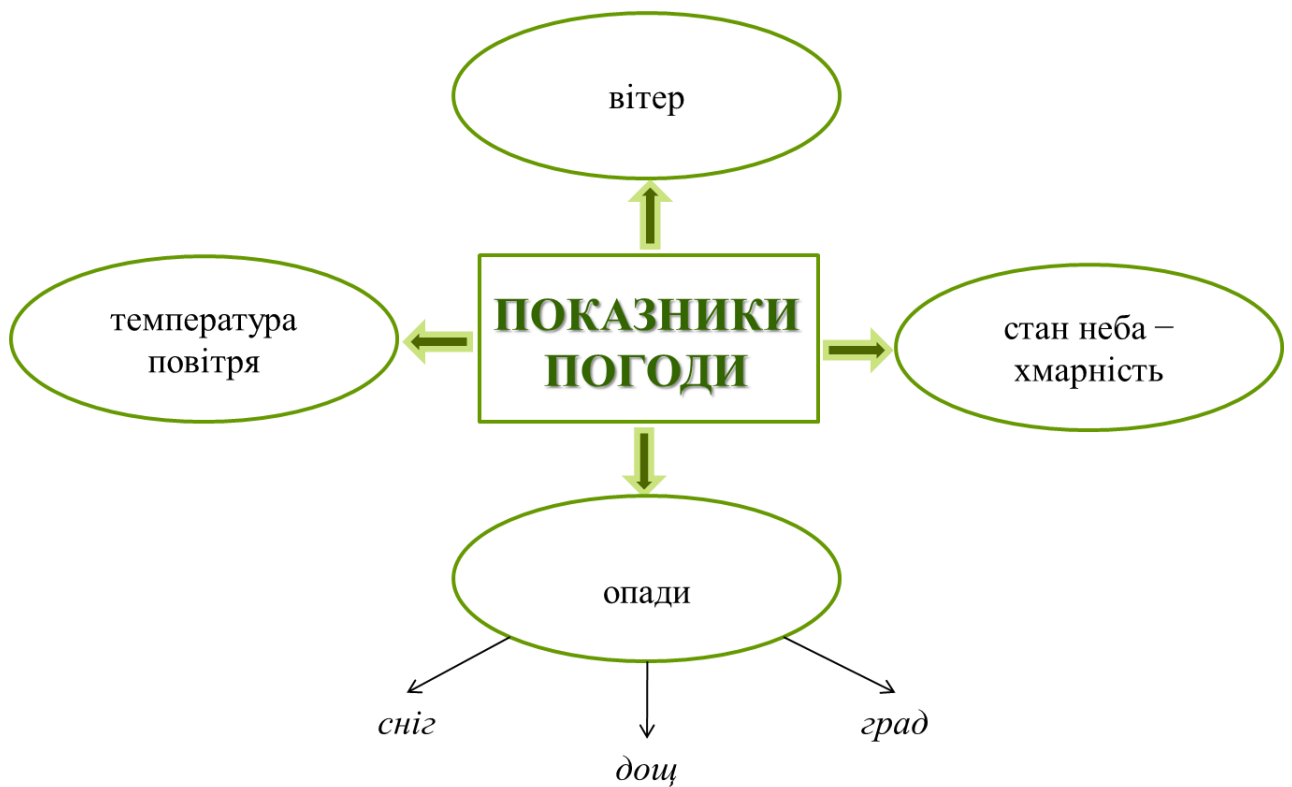 вітер
температура
повітря
ПОКАЗНИКИ
ПОГОДИ
стан неба –
хмарність
опади
сніг
дощ
град